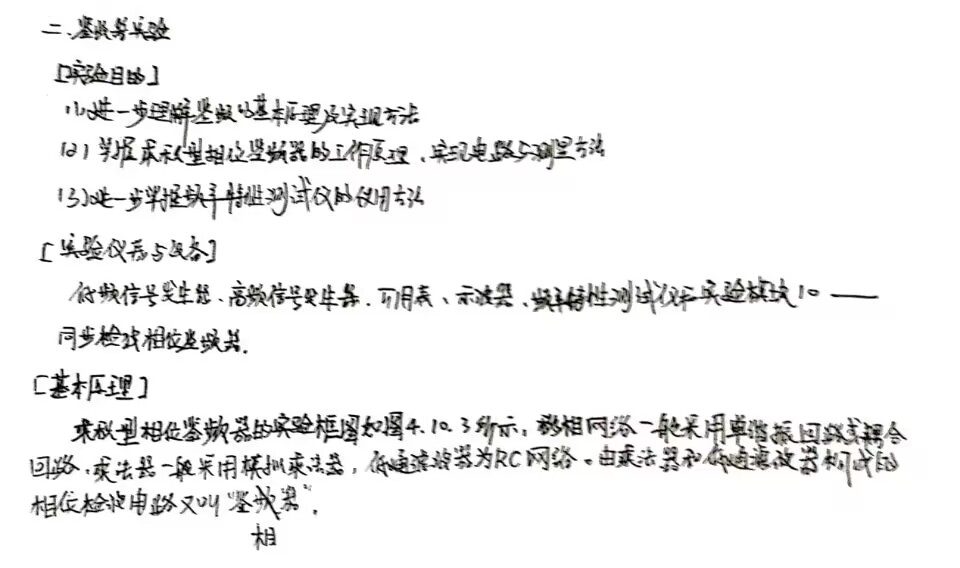 二、鉴频器实验
[实验目的]
(1)进一步理解鉴频的基本原理及实现方法
(2)掌握乘积型相位鉴频器的工作原理、实现电路与测量方法
(3)进一步掌握频率特性测试仪的使用方法
[实验仪器与设备]
低频信号发生器、高频信号发生器、万用表、示波器、频率特性测试仪和实验模块10——
同步检波相位鉴频器.
[基本原理]
乘积型相位鉴频器的实验框图如图4.10.3所示，移相网络一般采用单谐振回路或耦合
回路，乘法器一般采用模拟乘法器，低通滤波器为RC网络。由乘法器和低通滤波器构成的
相位检波电路又叫“鉴频器”.
相